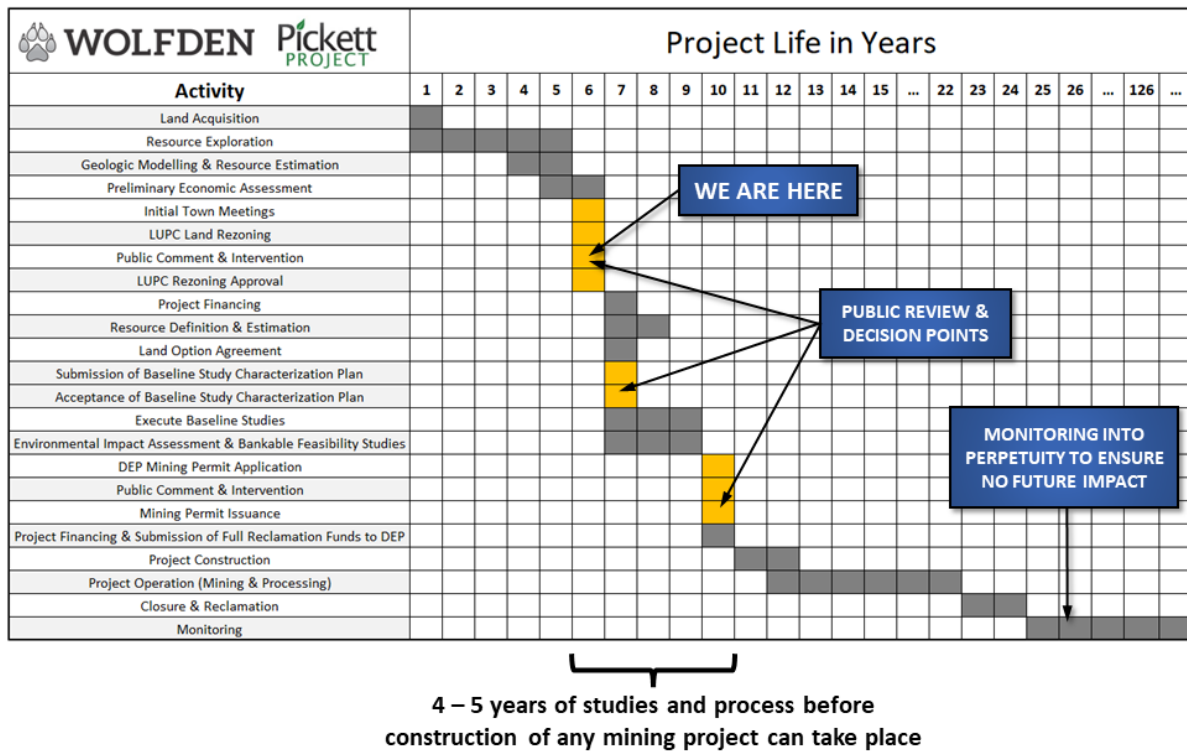 WOLFDEN Pickett PROJECT
Project Life in Years
Activity 1 2 3 4 5 6 7 8 9 10 11 12 13 14 15 ... 22 23 24 25 26 ... 126 ...
Land Acquisition
Resource Exploration
Geologic Modelling & Resource Estimation
Preliminary Economic Assessment
WE ARE HERE
Initial Town Meetings
LUPC Land Rezoning
Public Comment & Intervention
LUPC Rezoning Approval
Project Financing
PUBLIC REVIEW &
DECISION POINTS
Resource Definition & Estimation
Land Option Agreement
Submission of Baseline Study Characterization Plan
Acceptance of Baseline Study Characterization Plan
Execute Baseline Studies
Environmental Impact Assessment & Bankable Feasibility Studies
MONITORING INTO
PERPETUITY TO ENSURE
NO FUTURE IMPACT
DEP Mining Permit Application
Public Comment & Intervention
Mining Permit Issuance
Project Financing & Submission of Full Reclamation Funds to DEP
Project Construction
Project Operation (Mining & Processing)
Closure & Reclamation
Monitoring
4 – 5 years of studies and process before
construction of any mining project can take place